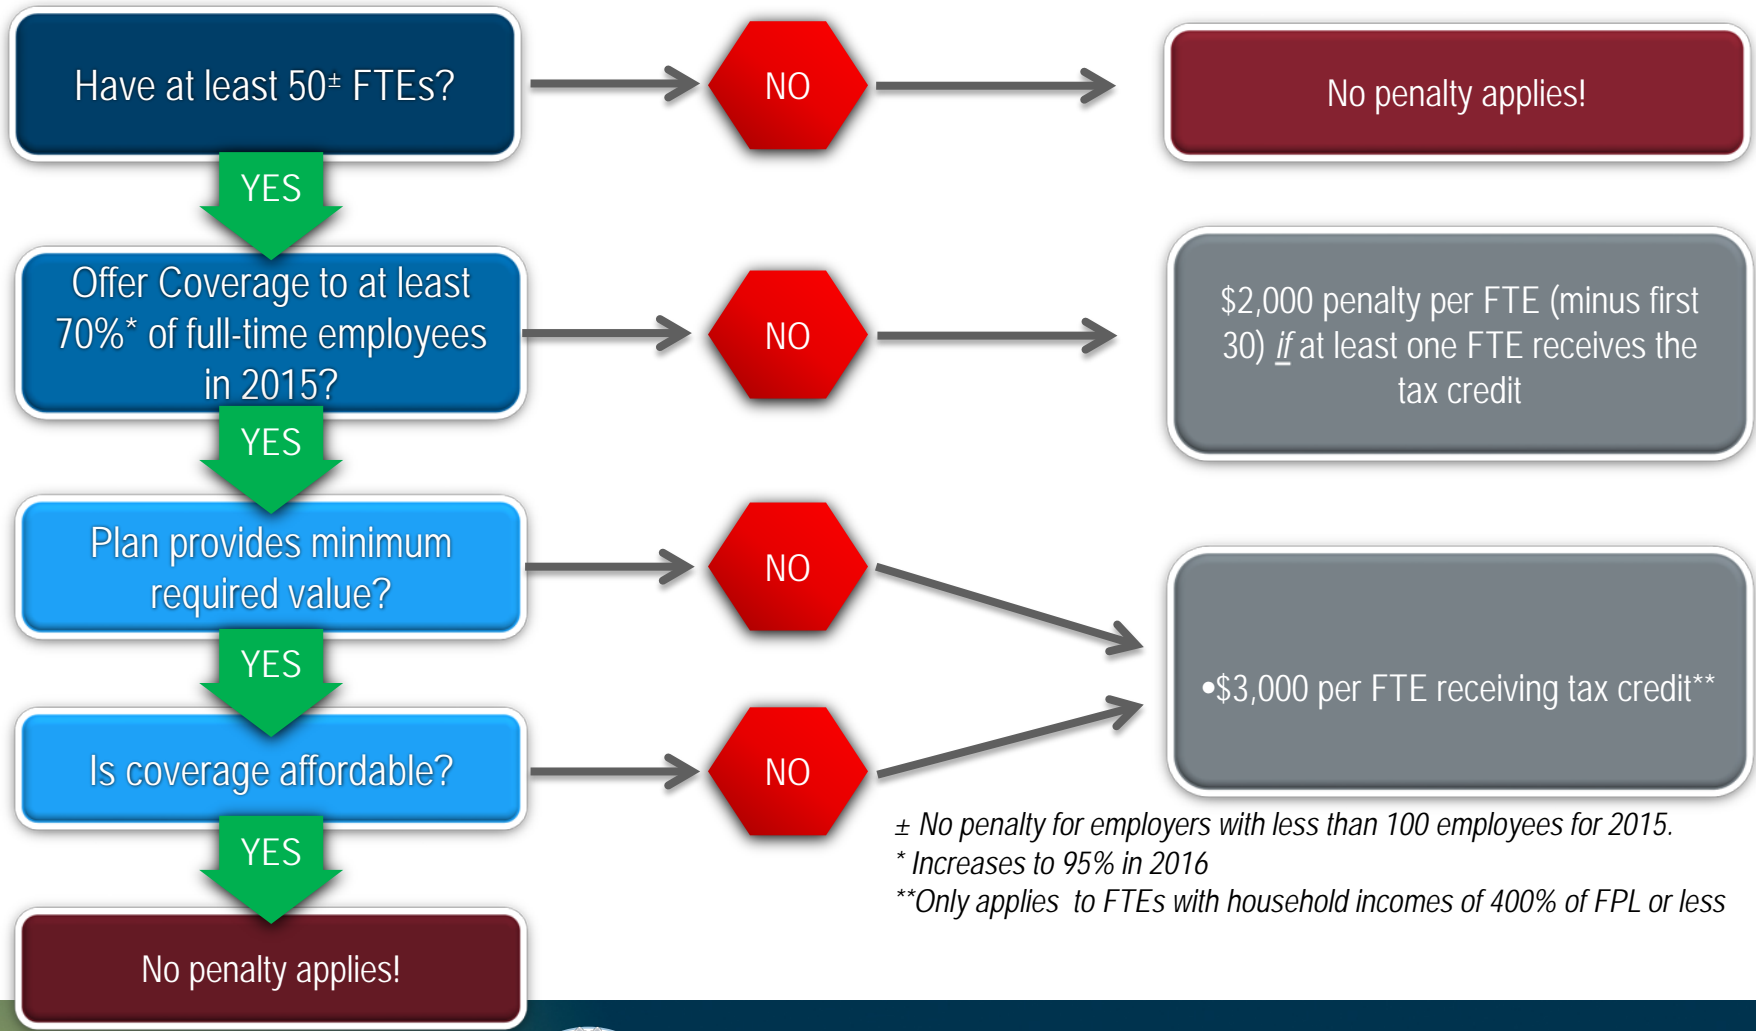 Have at least 50± FTEs?
NO
No penalty applies!
YES
Offer Coverage to at least
70%* of full-time employees
in 2015?
NO
$2,000 penalty per FTE (minus first
30) if at least one FTE receives the
tax credit
YES
Plan provides minimum
required value?
NO
•$3,000 per FTE receiving tax credit**
YES
Is coverage affordable?
NO
± No penalty for employers with less than 100 employees for 2015.
* Increases to 95% in 2016
**Only applies  to FTEs with household incomes of 400% of FPL or less
YES
No penalty applies!